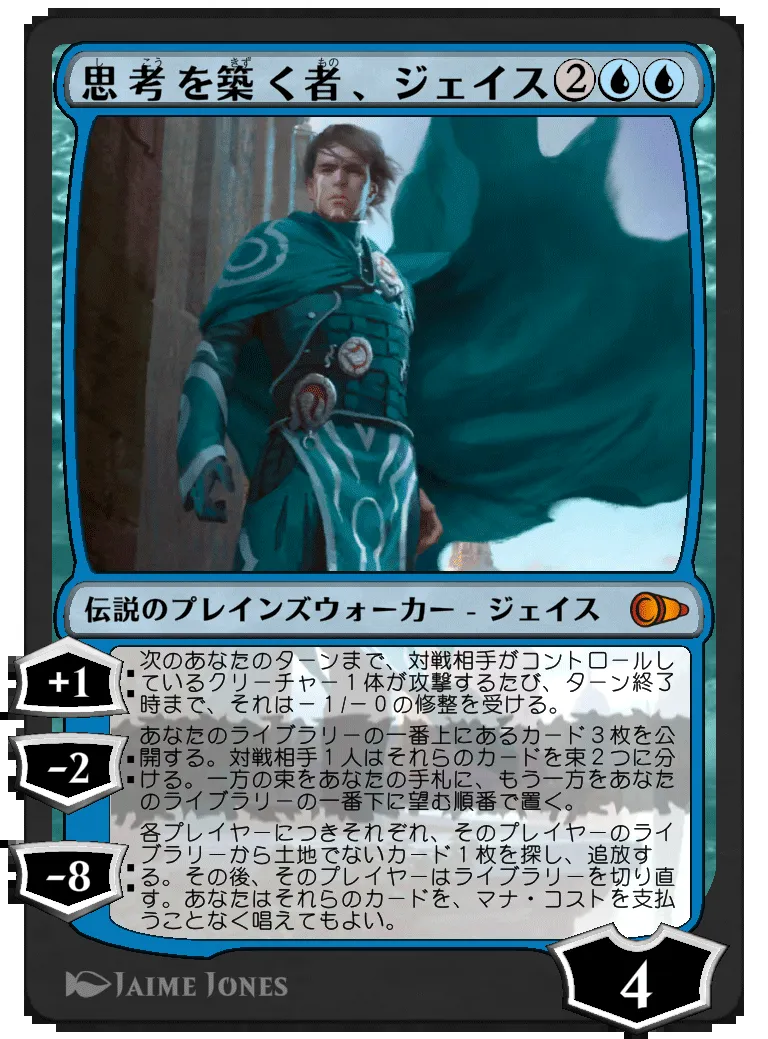 思考を築く者、ジェイス 2
伝説のプレインズウォーカー - ジェイス
+1
次のあなたのターンまで、対戦相手がコントロールし
ているクリーチャー１体が攻撃するたび、ターン終了
時まで、それは－１/－０の修整を受ける。
-2
あなたのライブラリーの一番上にあるカード３枚を公
開する。対戦相手１人はそれらのカードを束２つに分
ける。一方の束をあなたの手札に、もう一方をあなた
のライブラリーの一番下に望む順番で置く。
-8
各プレイヤーにつきそれぞれ、そのプレイヤーのライ
ブラリーから土地でないカード１枚を探し、追放す
る。その後、そのプレイヤーはライブラリーを切り直
す。あなたはそれらのカードを、マナ・コストを支払
うことなく唱えてもよい。
JAIME JONES
4